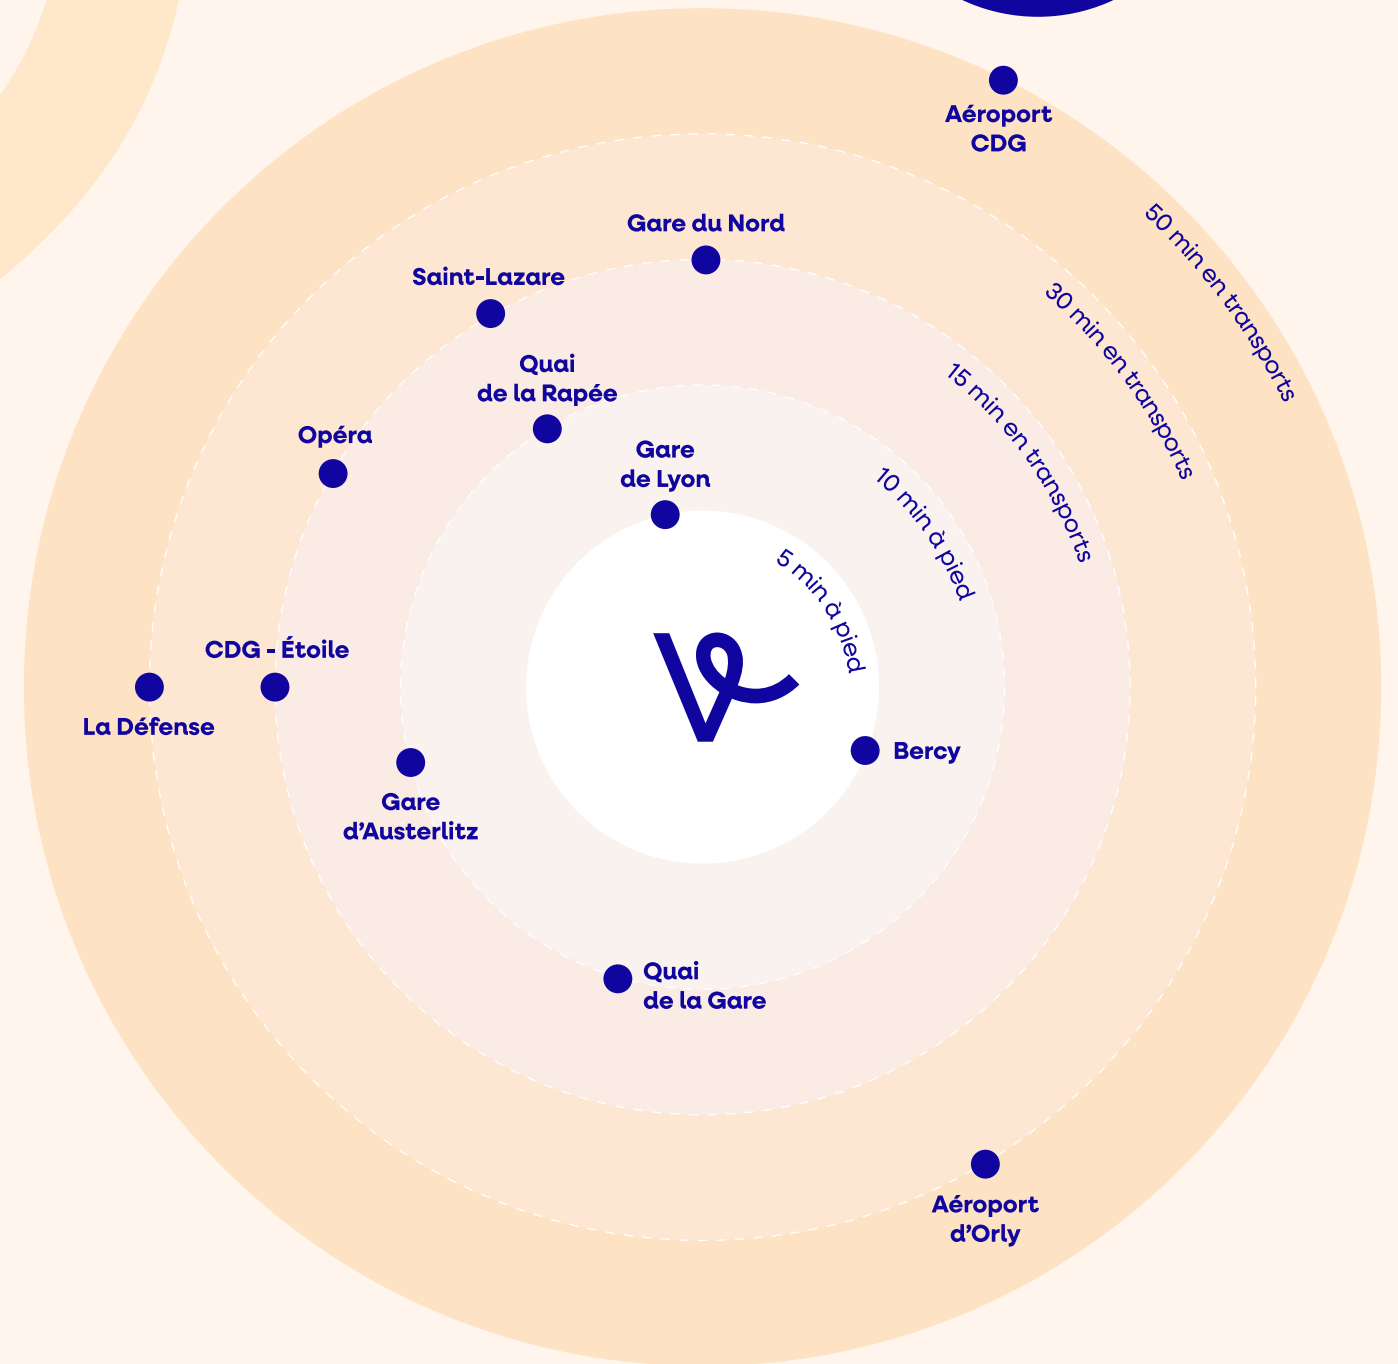 Aéroport
CDG
50 min en transports
Gare du Nord
Saint-Lazare
30 min en transports
Quai
de la Rapée
15 min en transports
Opéra
Gare
de Lyon
10 min à pied
5 min à pied
CDG - Étoile
La Défense
Bercy
Gare
d’Austerlitz
Quai
de la Gare
Aéroport
d’Orly